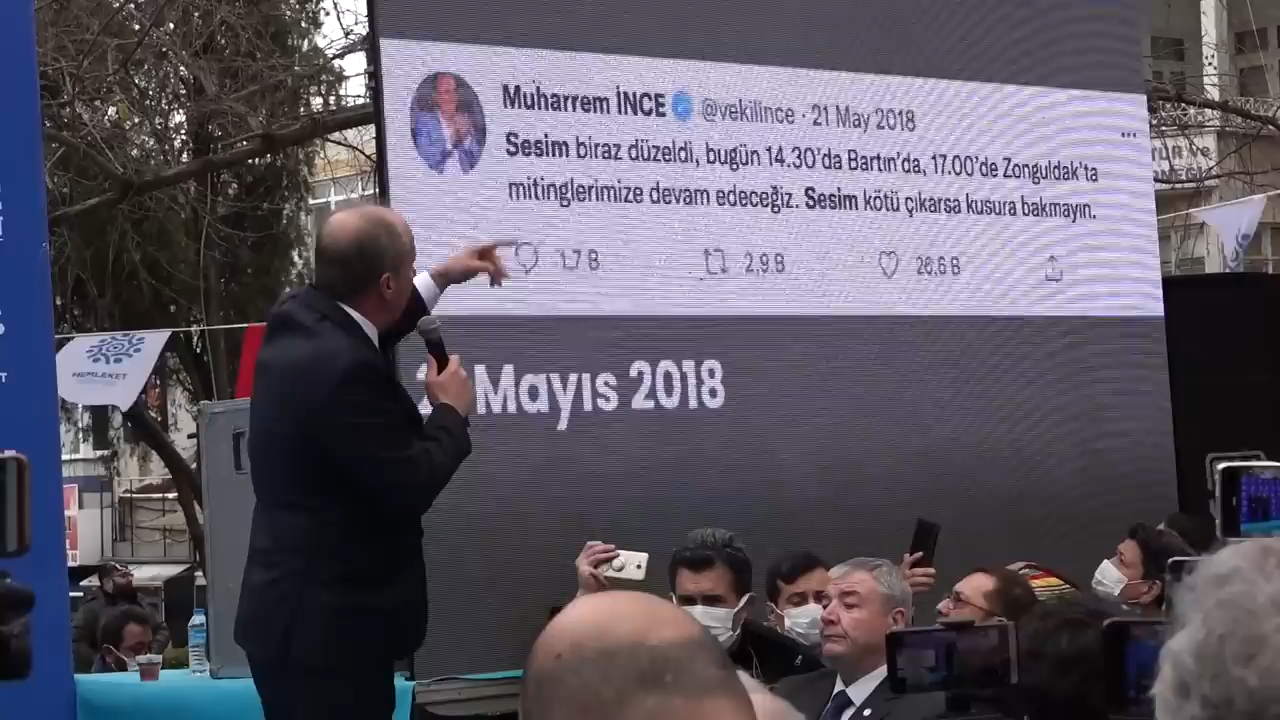 Muharrem İNCE @vekilince · 21 May 2018
Sesim biraz düzeldi, bugün 14.30'da Bartın'da, 17.00'de Zonguldak'ta
mitinglerimize devam edeceğiz. Sesim kötü çıkarsa kusura bakmayın.
1,7 B 2,9 B 26,6 B
Mayıs 2018
MEMLEKET